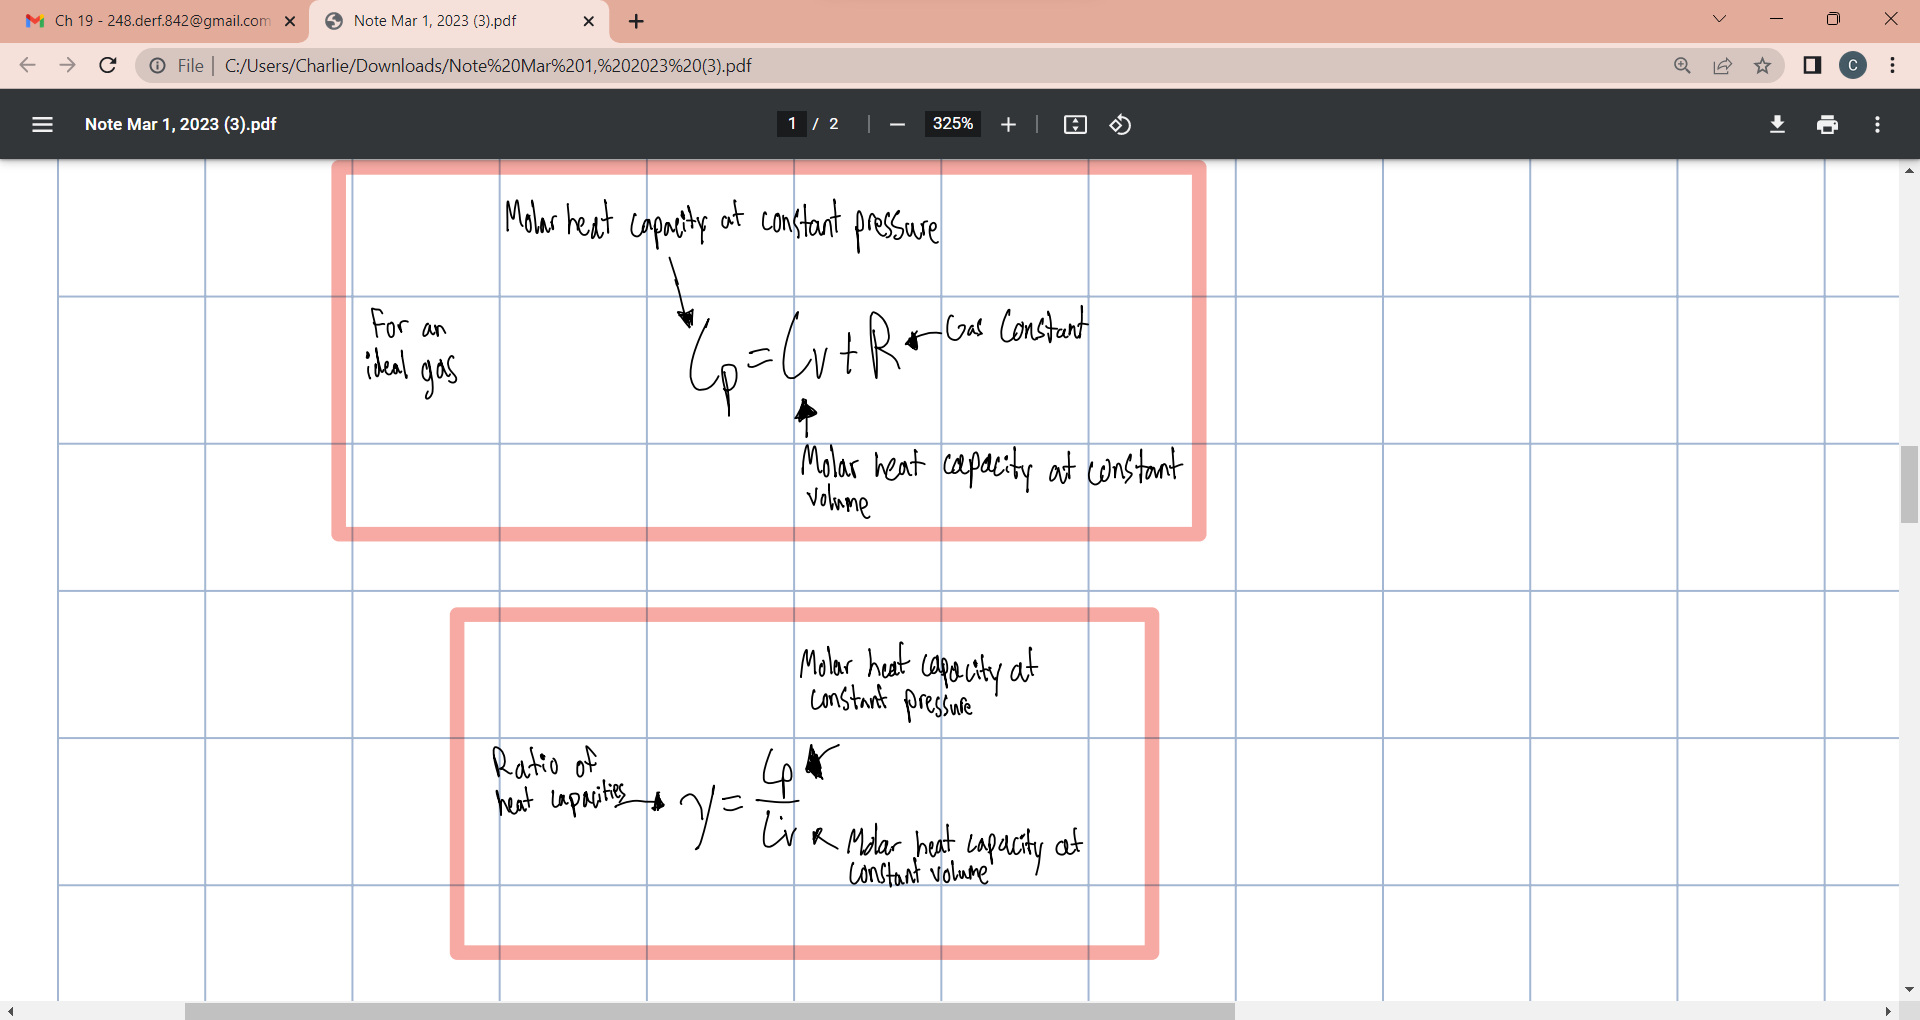 Ch 19 - 248.derf.842@gmail.com
Note Mar 1, 2023 (3).pdf
File
C:/Users/Charlie/Downloads/Note%20Mar%201,%202023%20(3).pdf
C
Note Mar 1, 2023 (3).pdf
1 / 2
325%
Molar heat capacity at constant pressure
For an
ideal gas
Cp = Cv + R
Gas Constant
Molar heat capacity at constant
volume
Molar heat capacity at
constant pressure
Ratio of
heat capacities
γ = Cp/Cv
Molar heat capacity at
constant volume